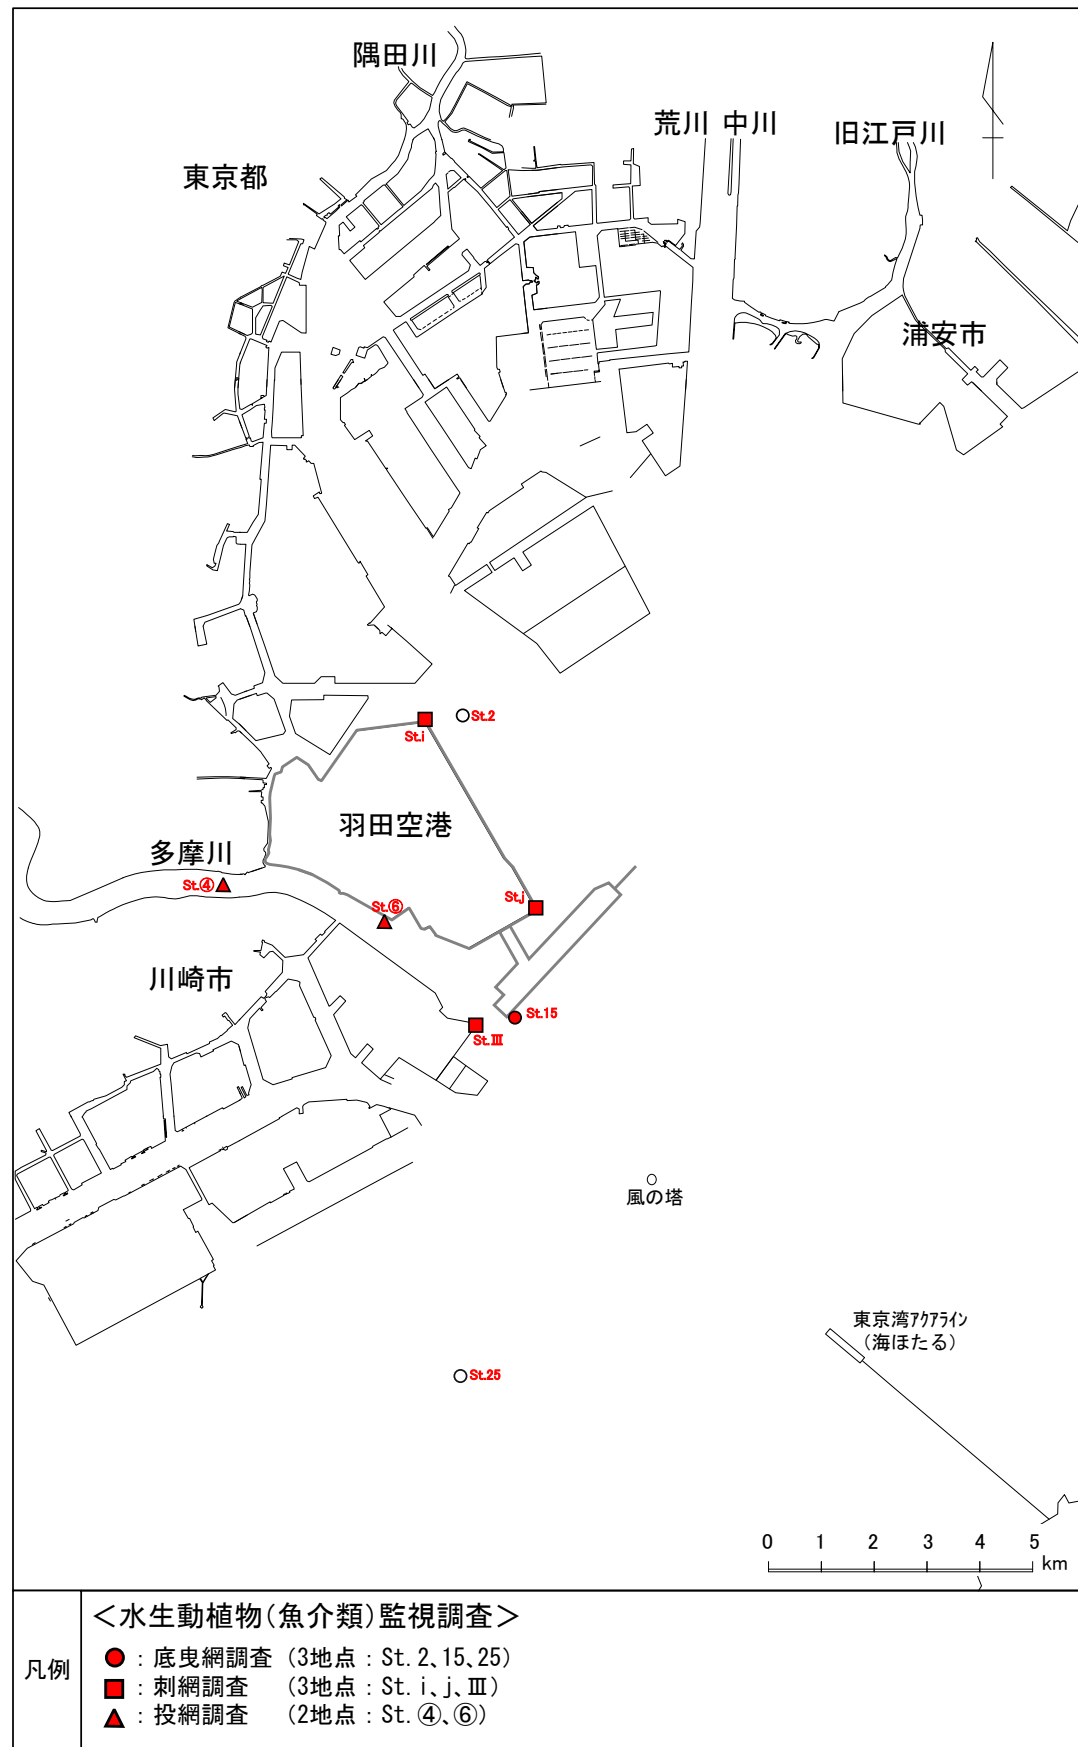 隅田川
荒川 中川
旧江戸川
東京都
浦安市
St.2
St.i
羽田空港
多摩川
St.④
St.j
St.⑥
川崎市
St.15
St.Ⅲ
風の塔
東京湾ｱｸｱﾗｲﾝ
（海ほたる）
St.25
0 1 2 3 4 5
km
凡例
＜水生動植物（魚介類）監視調査＞
：底曳網調査（3地点：St.2、15、25）
：刺網調査（3地点：St.i、j、Ⅲ）
：投網調査（2地点：St.④、⑥）